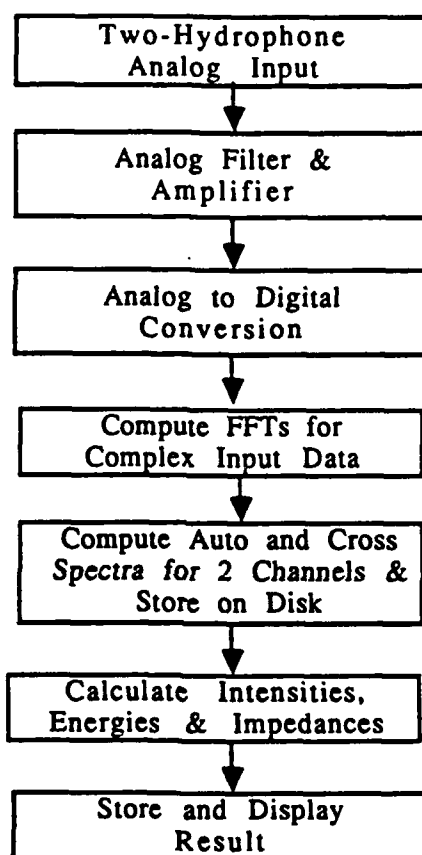 Two-Hydrophone
Analog Input
Analog Filter &
Amplifier
Analog to Digital
Conversion
Compute FFTs for
Complex Input Data
Compute Auto and Cross
Spectra for 2 Channels &
Store on Disk
Calculate Intensities,
Energies & Impedances
Store and Display
Result